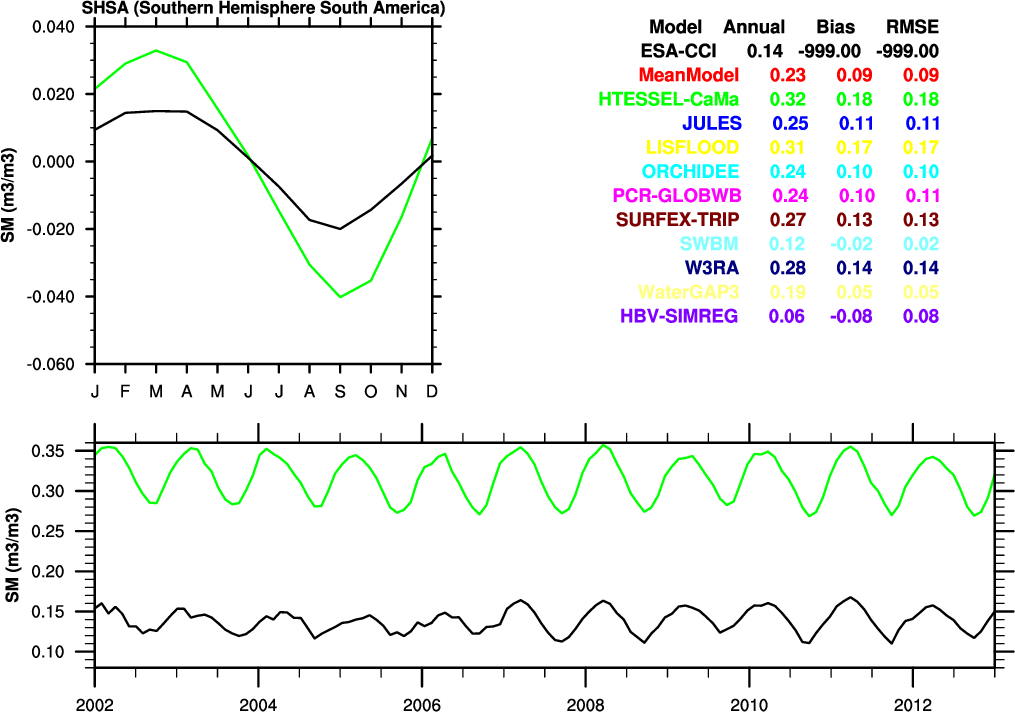 SHSA (Southern Hemisphere South America)
0.040
0.020
0.000
-0.020
-0.040
-0.060
SM (m3/m3)
J F M A M J J A S O N D
Model Annual Bias RMSE
ESA-CCI 0.14 -999.00 -999.00
MeanModel 0.23 0.09 0.09
HTESSEL-CaMa 0.32 0.18 0.18
JULES 0.25 0.11 0.11
LISFLOOD 0.31 0.17 0.17
ORCHIDEE 0.24 0.10 0.10
PCR-GLOBWB 0.24 0.10 0.11
SURFEX-TRIP 0.27 0.13 0.13
SWBM 0.12 -0.02 0.02
W3RA 0.28 0.14 0.14
WaterGAP3 0.19 0.05 0.05
HBV-SIMREG 0.06 -0.08 0.08
0.35
0.30
0.25
0.20
0.15
0.10
SM (m3/m3)
2002 2004 2006 2008 2010 2012